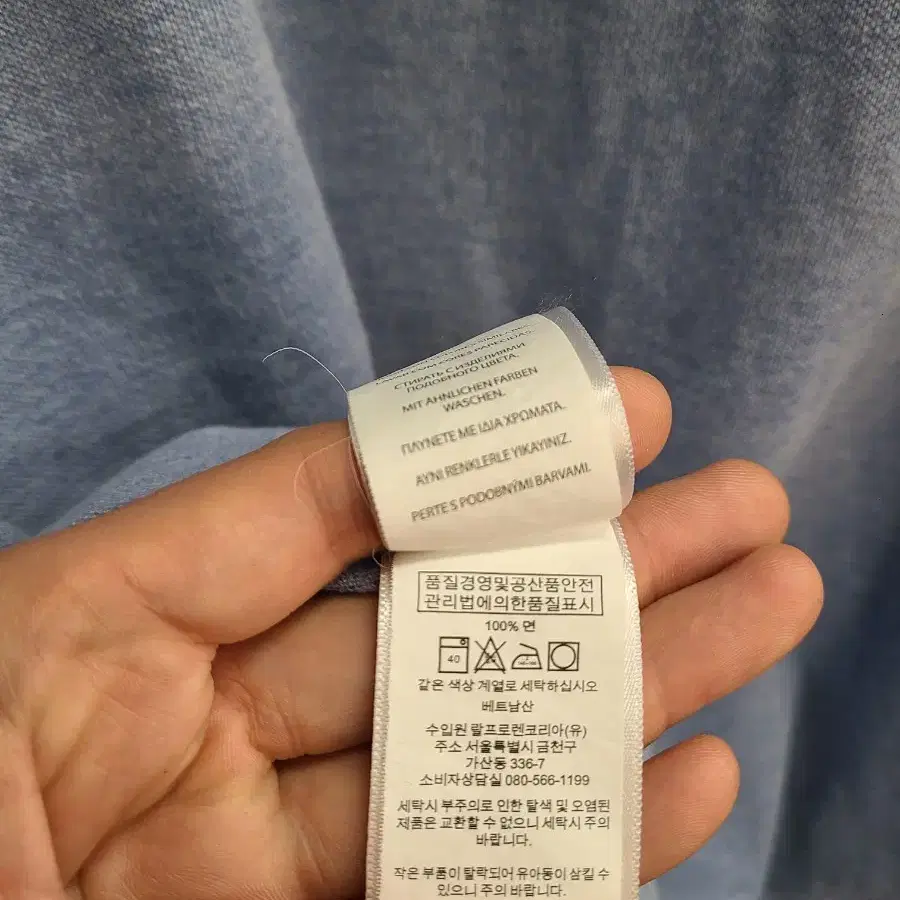 СТИРАТЬ С ИЗДЕЛИЯМИ
ПОДОБНОГО ЦВЕТА.
MIT AHNLICHEN FARBEN
WASCHEN.
ΠΛΥΝΕΤΕ ΜΕ ΙΔΙΑ ΧΡΩΜΑΤΑ.
AYNI RENKLERLE YIKAYINIZ.
PERTE S PODOBNÝMI BARVAMI.
품질경영및공산품안전
관리법에의한품질표시
100% 면
40
같은 색상 계열로 세탁하십시오
베트남산
수입원 랄프로렌코리아(유)
주소 서울특별시 금천구
가산동 336-7
소비자상담실 080-566-1199
세탁시 부주의로 인한 탈색 및 오염된
제품은 교환할 수 없으니 세탁시 주의
바랍니다.
작은 부품이 탈락되어 유아동이 삼킬 수
있으니 주의 바랍니다.